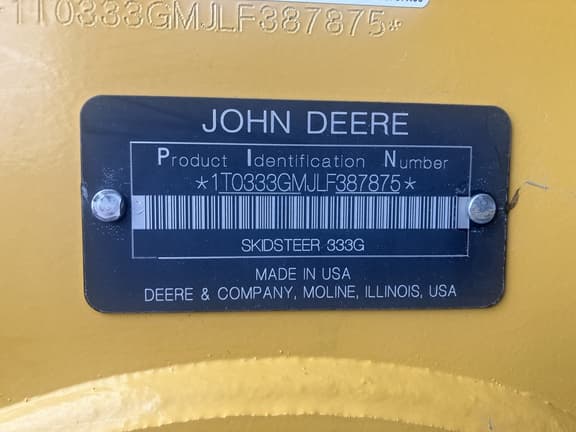 *1T0333GMJLF387875*
JOHN DEERE
Product Identification Number
*1T0333GMJLF387875*
SKIDSTEER 333G
MADE IN USA
DEERE & COMPANY, MOLINE, ILLINOIS, USA